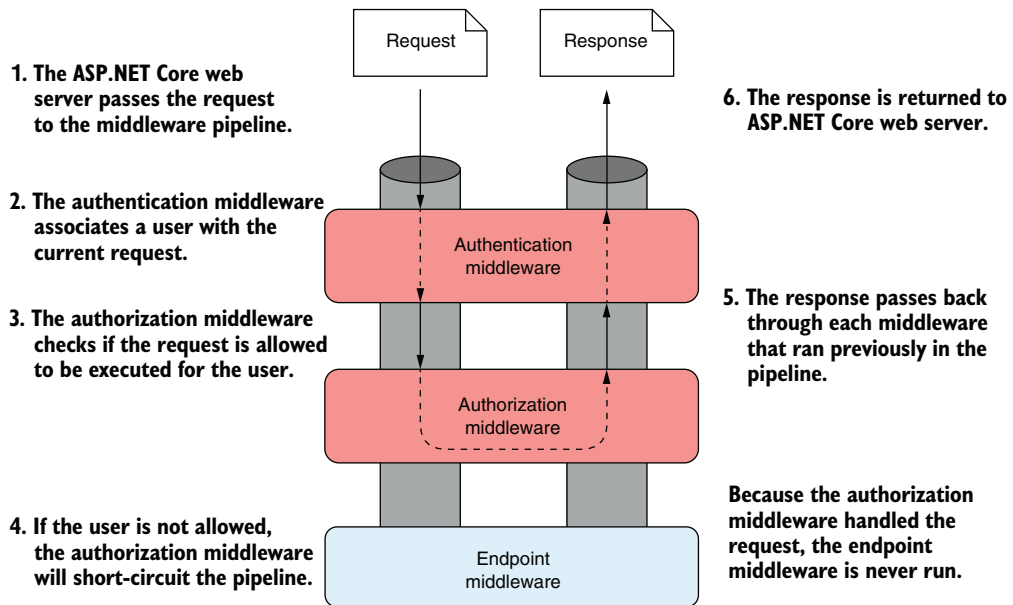 Request
Response
1. The ASP.NET Core web
server passes the request
to the middleware pipeline.
6. The response is returned to
ASP.NET Core web server.
2. The authentication middleware
associates a user with the
current request.
Authentication
middleware
3. The authorization middleware
checks if the request is allowed
to be executed for the user.
5. The response passes back
through each middleware
that ran previously in the
pipeline.
Authorization
middleware
4. If the user is not allowed,
the authorization middleware
will short-circuit the pipeline.
Endpoint
middleware
Because the authorization
middleware handled the
request, the endpoint
middleware is never run.